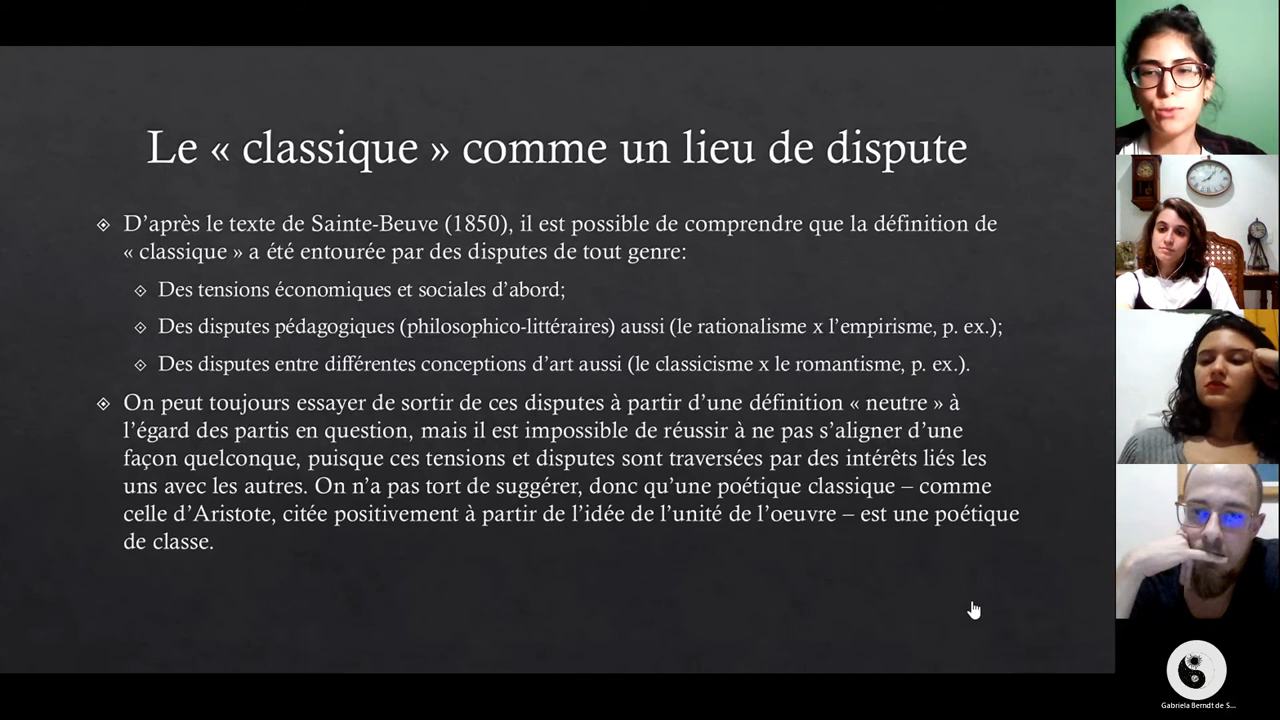 Le « classique » comme un lieu de dispute
D’après le texte de Sainte-Beuve (1850), il est possible de comprendre que la définition de
« classique » a été entourée par des disputes de tout genre:
Des tensions économiques et sociales d’abord;
Des disputes pédagogiques (philosophico-littéraires) aussi (le rationalisme x l’empirisme, p. ex.);
Des disputes entre différentes conceptions d’art aussi (le classicisme x le romantisme, p. ex.).
On peut toujours essayer de sortir de ces disputes à partir d’une définition « neutre » à
l’égard des partis en question, mais il est impossible de réussir à ne pas s’aligner d’une
façon quelconque, puisque ces tensions et disputes sont traversées par des intérêts liés les
uns avec les autres. On n’a pas tort de suggérer, donc qu’une poétique classique – comme
celle d’Aristote, citée positivement à partir de l’idée de l’unité de l’oeuvre – est une poétique
de classe.
Gabriela Berndt de S...